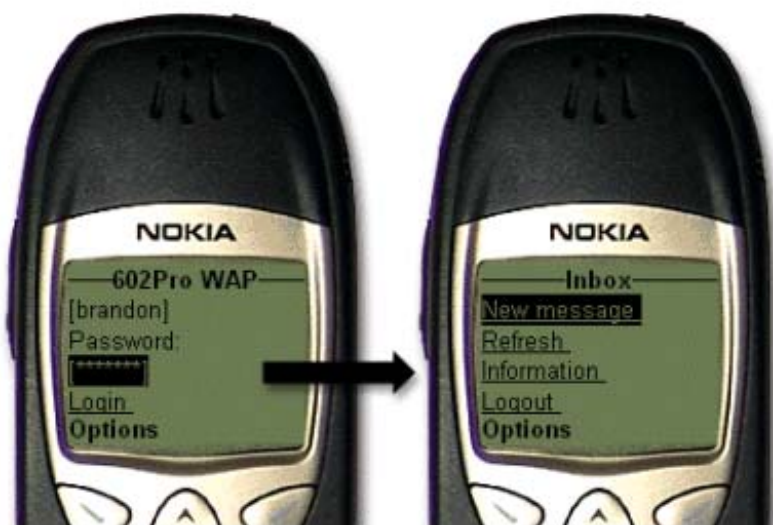 NOKIA
602Pro WAP
[brandon]
Password:
[*******]
Login
Options
NOKIA
Inbox
New message
Refresh
Information
Logout
Options